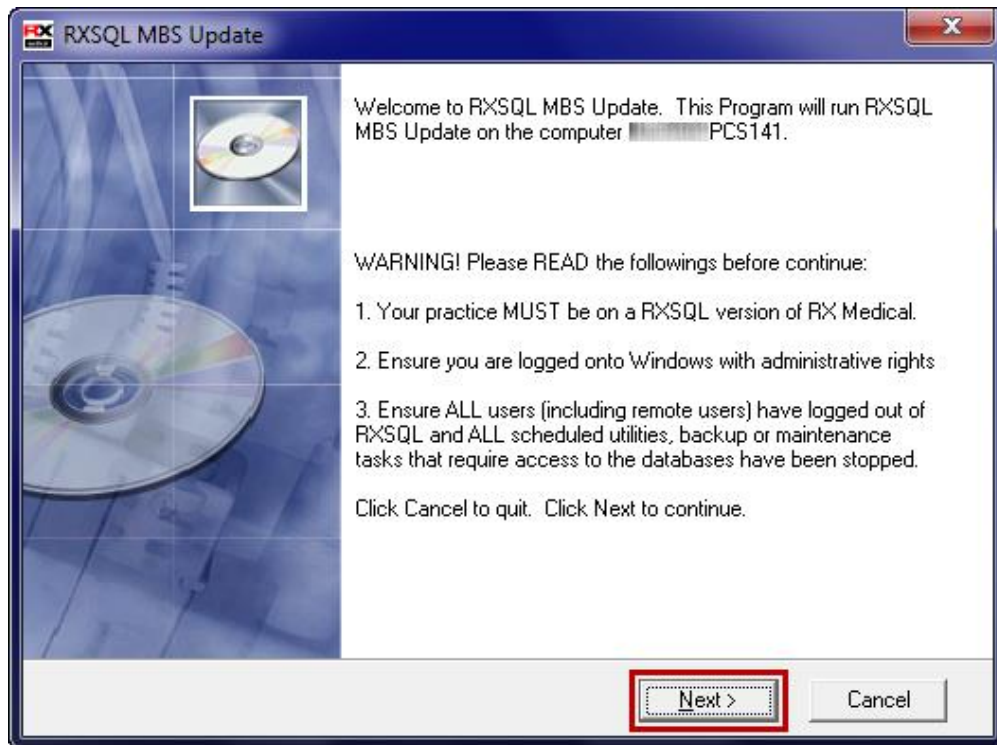 RX RXSQL MBS Update
Welcome to RXSQL MBS Update. This Program will run RXSQL
MBS Update on the computer PCS141.
WARNING! Please READ the followings before continue:
1. Your practice MUST be on a RXSQL version of RX Medical.
2. Ensure you are logged onto Windows with administrative rights
3. Ensure ALL users (including remote users) have logged out of
RXSQL and ALL scheduled utilities, backup or maintenance
tasks that require access to the databases have been stopped.
Click Cancel to quit. Click Next to continue.
Next > Cancel